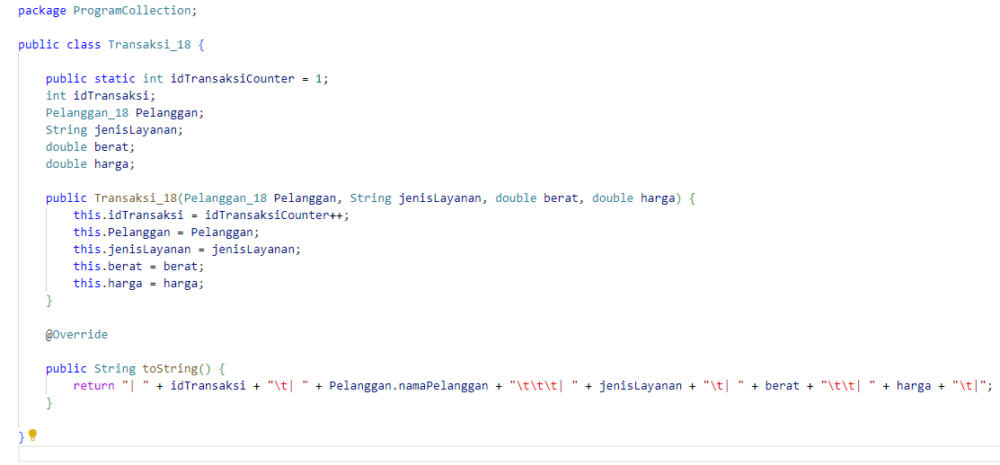 package ProgramCollection;
public class Transaksi_18 {
public static int idTransaksiCounter = 1;
int idTransaksi;
Pelanggan_18 Pelanggan;
String jenisLayanan;
double berat;
double harga;
public Transaksi_18(Pelanggan_18 Pelanggan, String jenisLayanan, double berat, double harga) {
this.idTransaksi = idTransaksiCounter++;
this.Pelanggan = Pelanggan;
this.jenisLayanan = jenisLayanan;
this.berat = berat;
this.harga = harga;
}
@Override
public String toString() {
return "| " + idTransaksi + "\t| " + Pelanggan.namaPelanggan + "\t\t\t| " + jenisLayanan + "\t| " + berat + "\t\t| " + harga + "\t|";
}
}